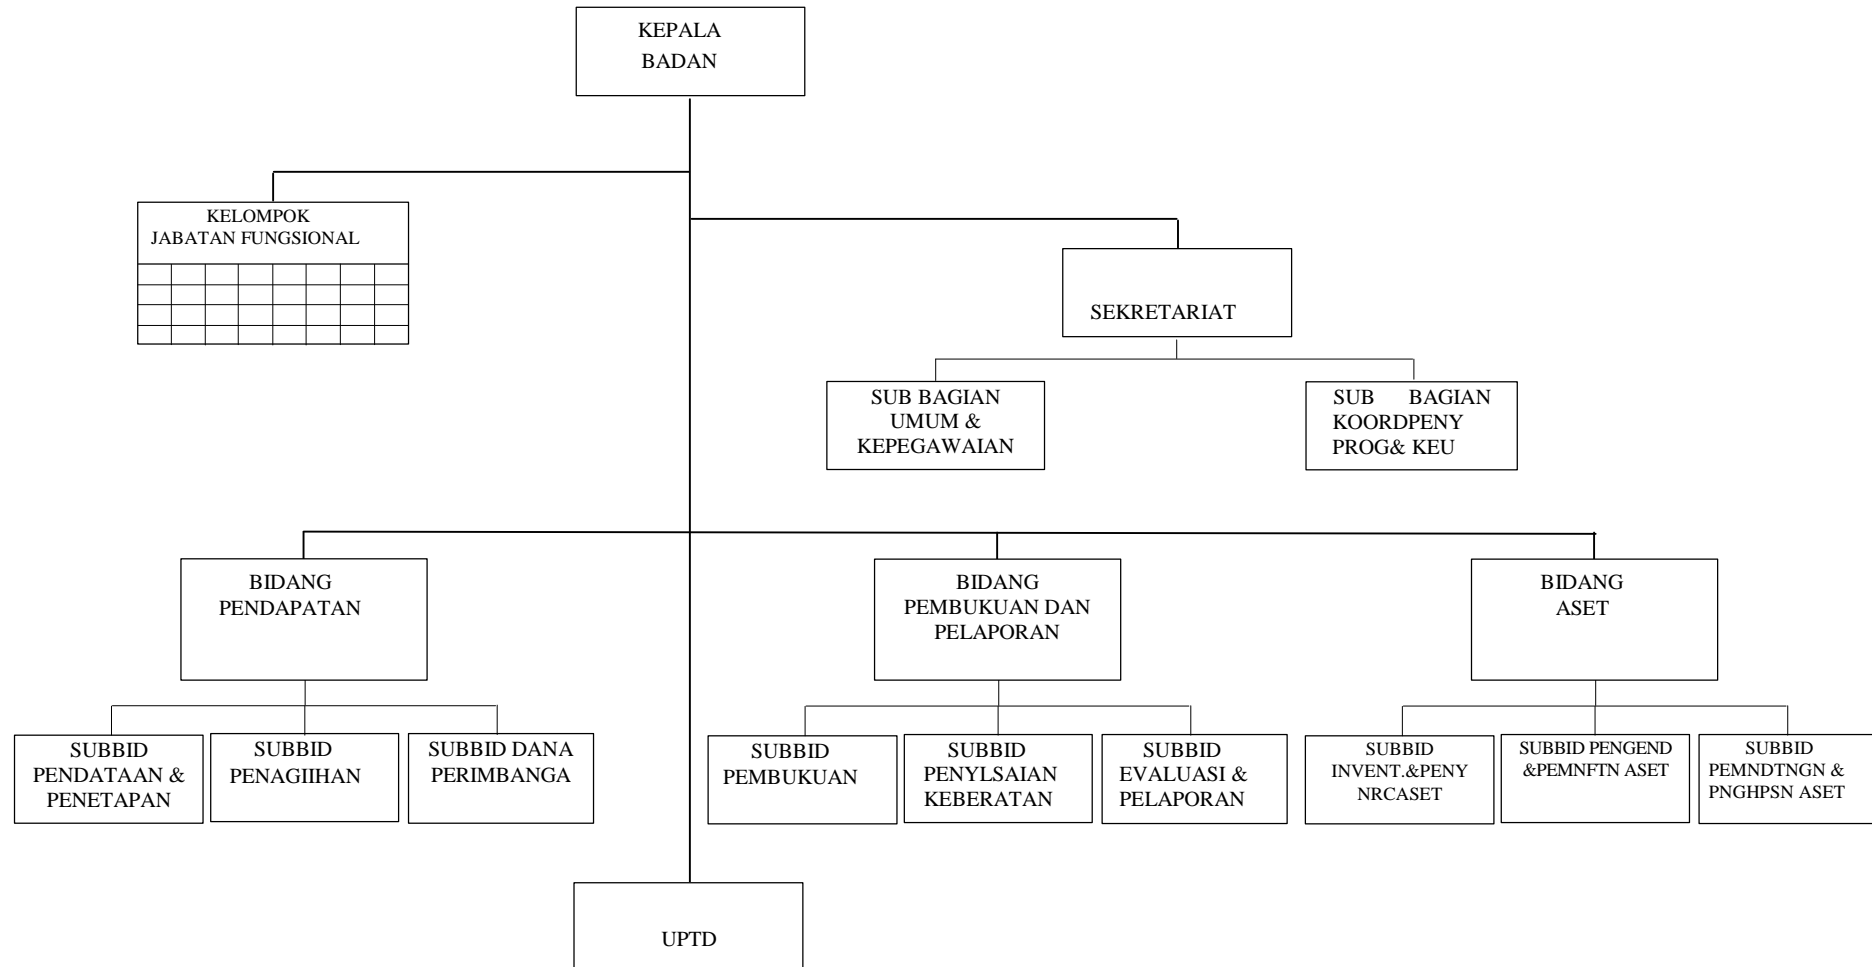 KEPALA
BADAN
KELOMPOK
JABATAN FUNGSIONAL
SEKRETARIAT
SUB BAGIAN
UMUM &
KEPEGAWAIAN
SUB BAGIAN
KOORDPENY
PROG& KEU
BIDANG
PENDAPATAN
BIDANG
PEMBUKUAN DAN
PELAPORAN
BIDANG
ASET
SUBBID
PENDATAAN &
PENETAPAN
SUBBID
PENAGIIHAN
SUBBID DANA
PERIMBANGA
SUBBID
PEMBUKUAN
SUBBID
PENYLSAIAN
KEBERATAN
SUBBID
EVALUASI &
PELAPORAN
SUBBID
INVENT.&PENY
NRCASET
SUBBID PENGEND
&PEMNFTN ASET
SUBBID
PEMNDTNGN &
PNGHPSN ASET
UPTD